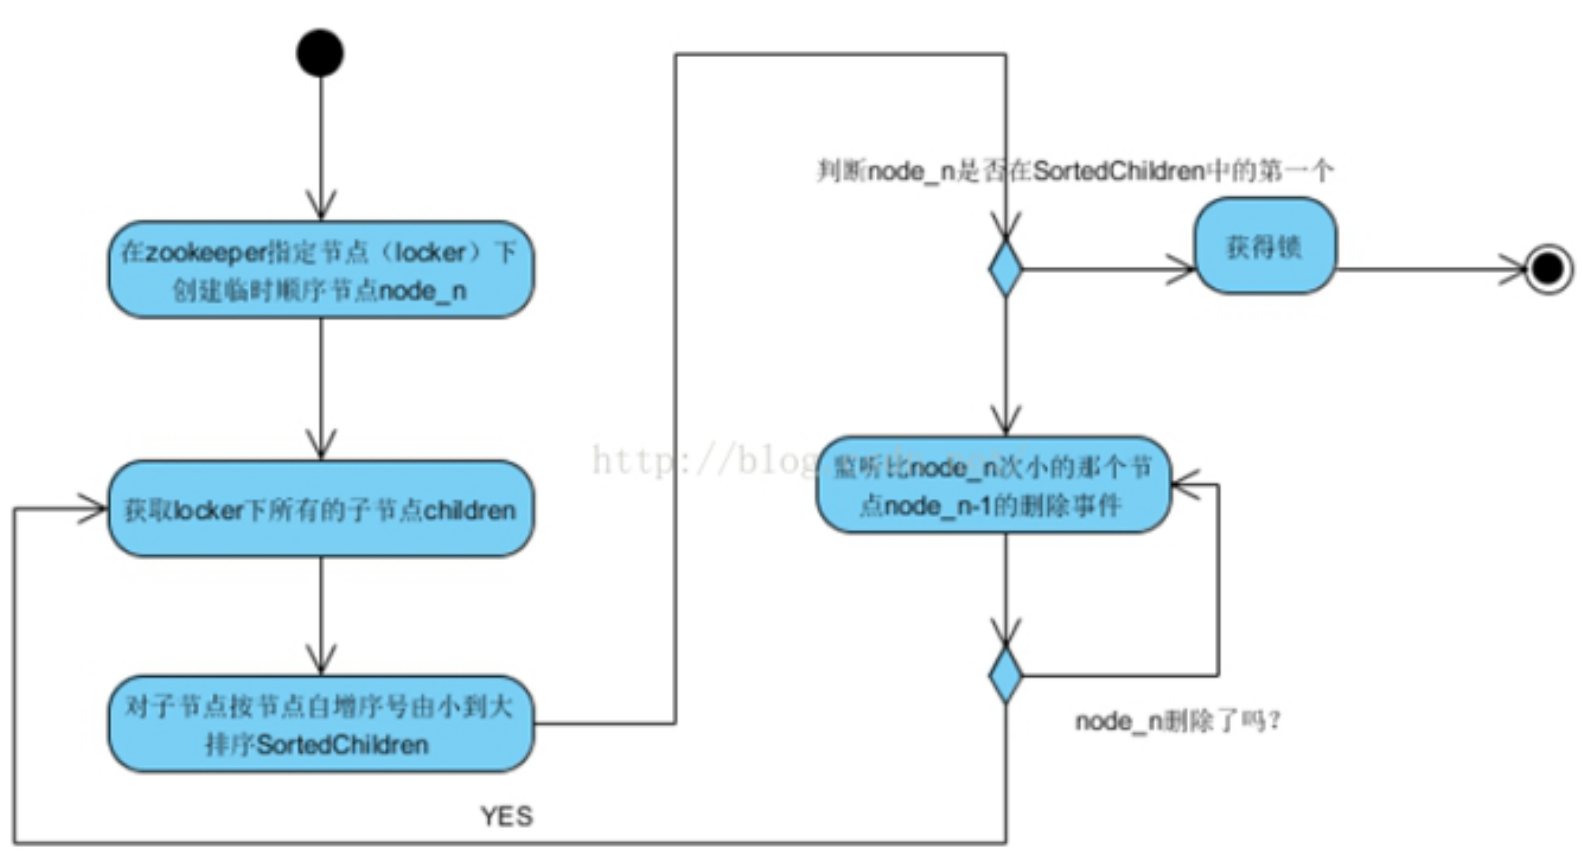 在zookeeper指定节点（locker）下
创建临时顺序节点node_n
获取locker下所有的子节点children
对子节点按节点自增序号由小到大
排序SortedChildren
YES
判断node_n是否在SortedChildren中的第一个
获得锁
http://blog
监听比node_n次小的那个节
点node_n-1的删除事件
node_n删除了吗?